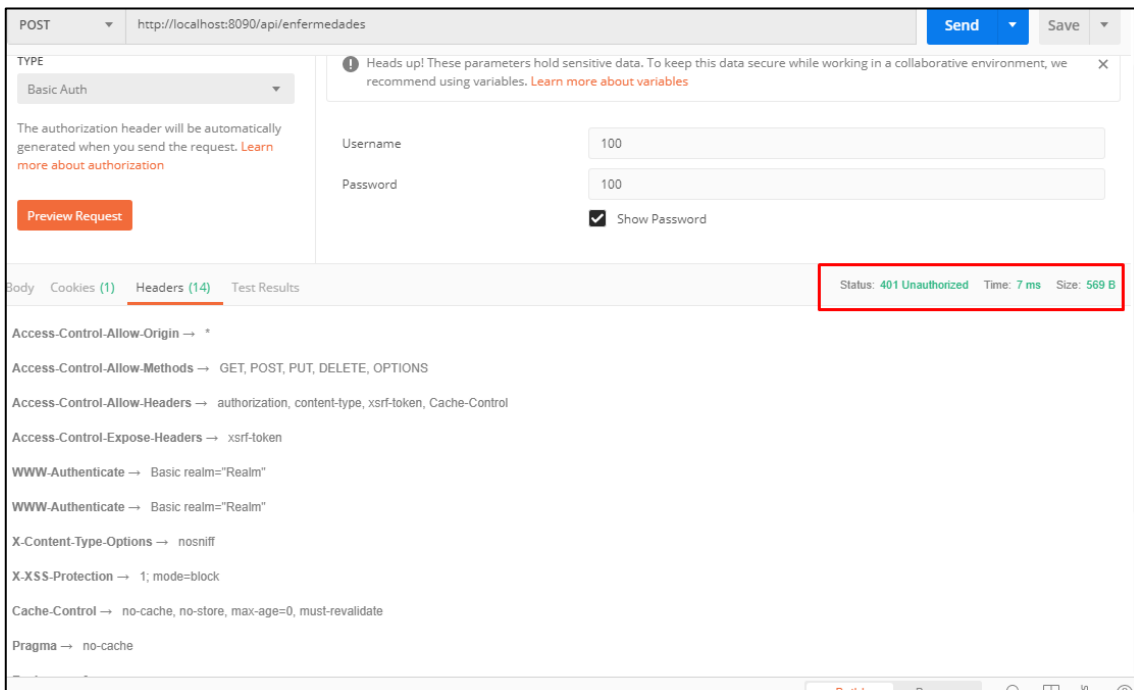 POST http://localhost:8090/api/enfermedades Send Save
TYPE
Basic Auth
Heads up! These parameters hold sensitive data. To keep this data secure while working in a collaborative environment, we
recommend using variables. Learn more about variables
The authorization header will be automatically
generated when you send the request. Learn
more about authorization
Preview Request
Username 100
Password 100
Show Password
Body Cookies (1) Headers (14) Test Results Status: 401 Unauthorized Time: 7 ms Size: 569 B
Access-Control-Allow-Origin → *
Access-Control-Allow-Methods → GET, POST, PUT, DELETE, OPTIONS
Access-Control-Allow-Headers → authorization, content-type, xsrf-token, Cache-Control
Access-Control-Expose-Headers → xsrf-token
WWW-Authenticate → Basic realm="Realm"
WWW-Authenticate → Basic realm="Realm"
X-Content-Type-Options → nosniff
X-XSS-Protection → 1; mode=block
Cache-Control → no-cache, no-store, max-age=0, must-revalidate
Pragma → no-cache